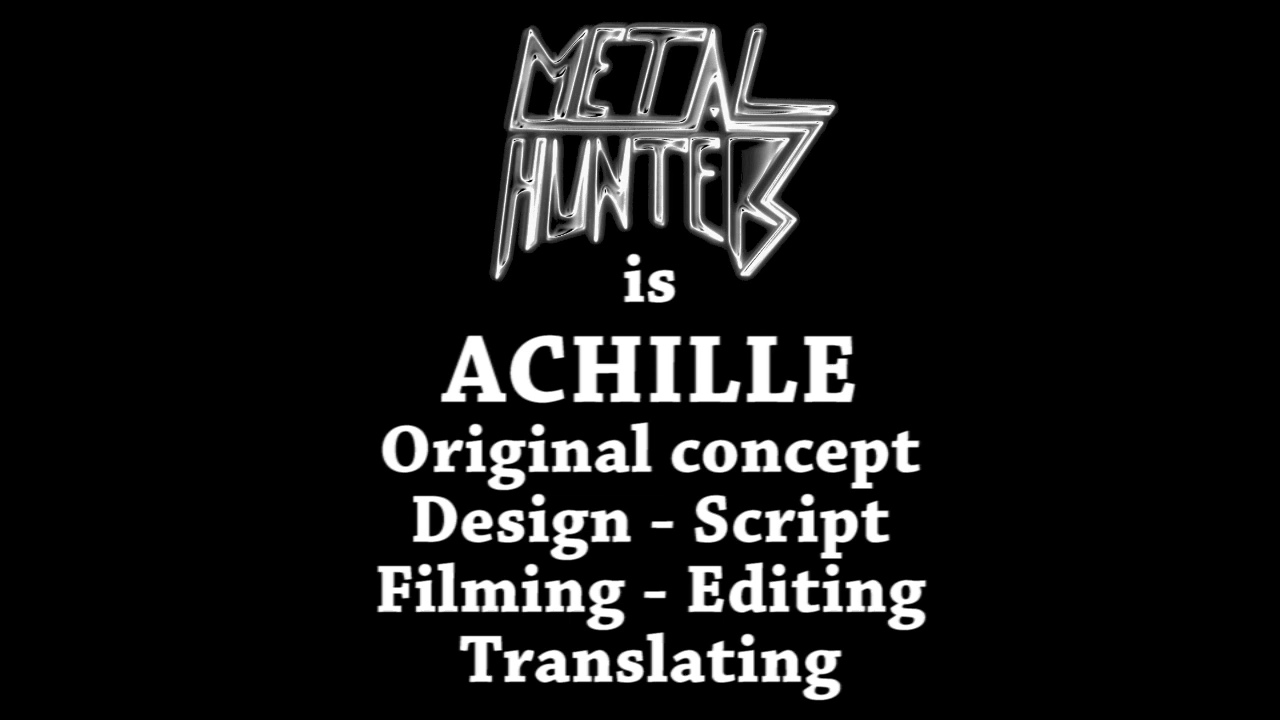 METAL
HUNTER
is
ACHILLE
Original concept
Design - Script
Filming - Editing
Translating